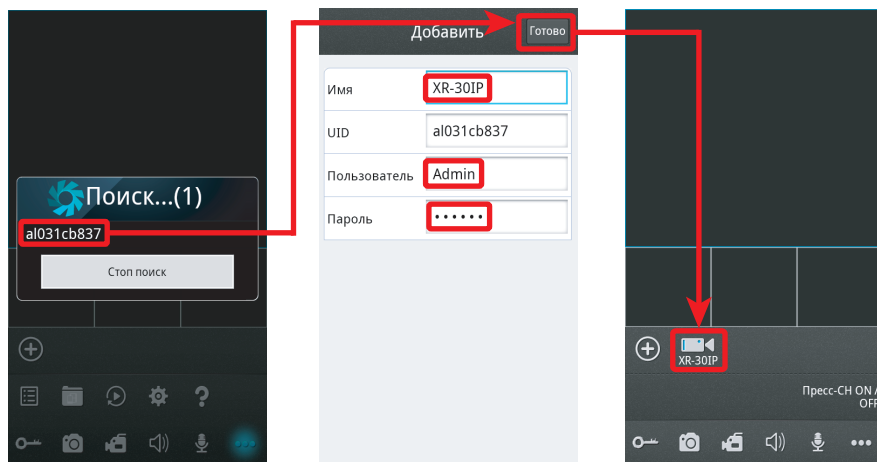 Поиск...(1)
al031cb837
Стоп поиск
Добавить
Готово
Имя
XR-30IP
UID
al031cb837
Пользователь
Admin
Пароль
••••••
XR-30IP
Пресс-CH ON /
OFF